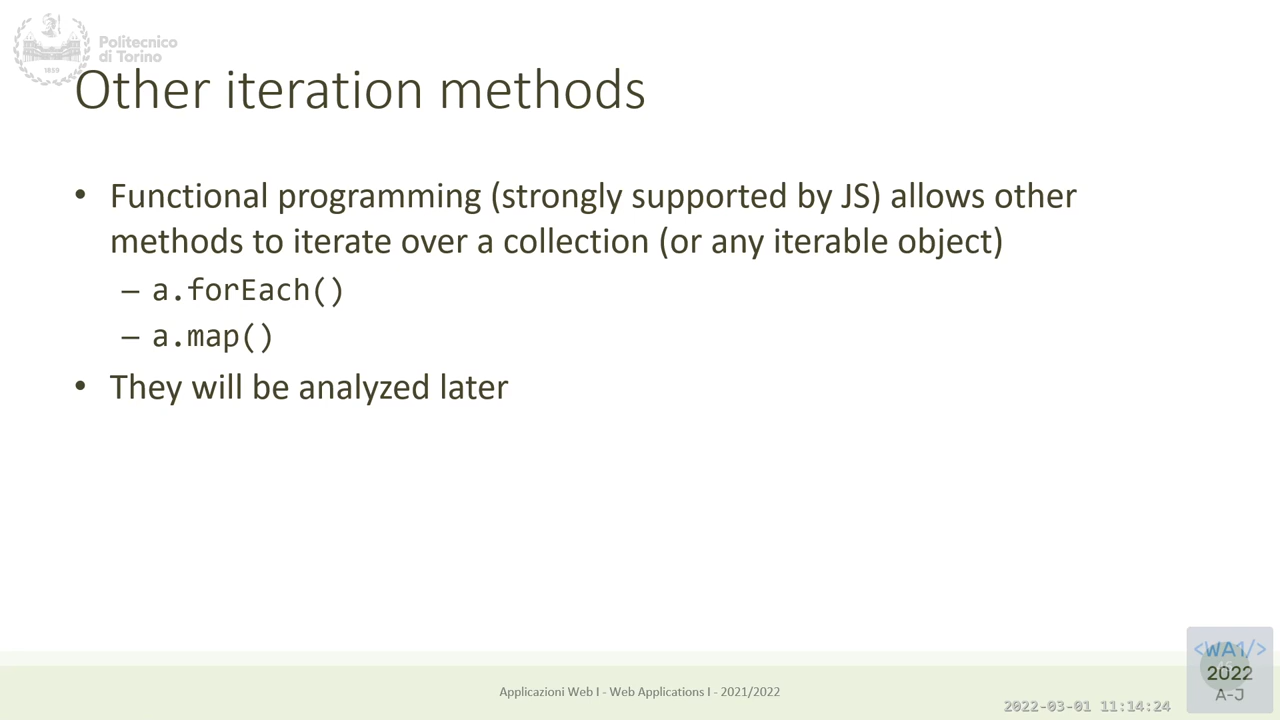 Politecnico
di Torino
1859
Other iteration methods
• Functional programming (strongly supported by JS) allows other
methods to iterate over a collection (or any iterable object)
– a.forEach()
– a.map()
• They will be analyzed later
Applicazioni Web I - Web Applications I - 2021/2022
2022-03-01 11:14:24
<WA1/>
2022
A-J